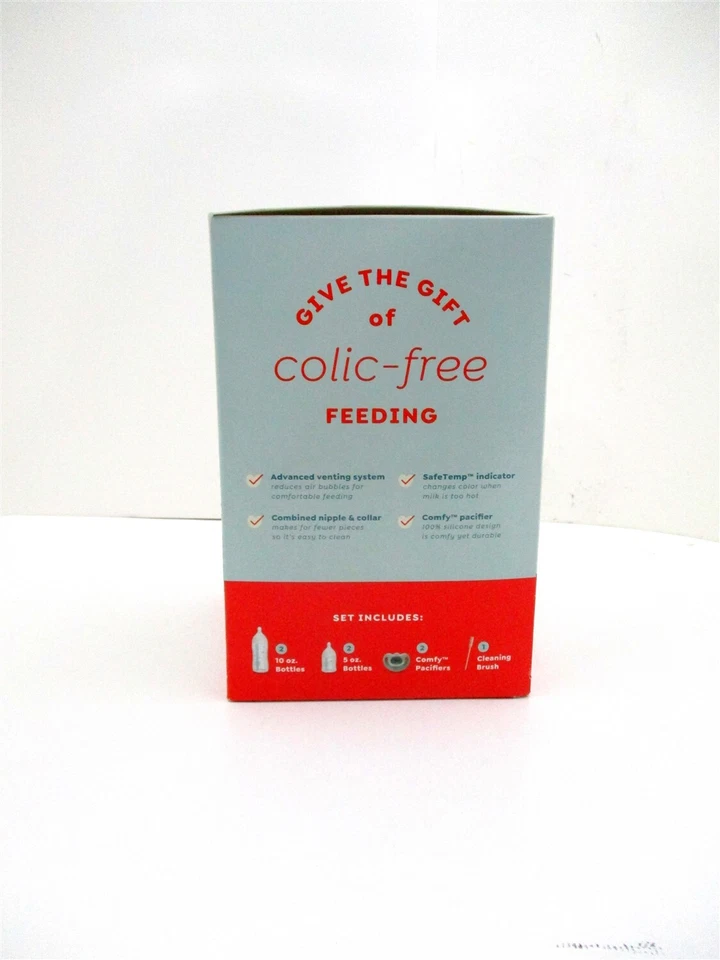 GIVE THE GIFT
of
colic-free
FEEDING
Advanced venting system
reduces air bubbles for
comfortable feeding
SafeTemp™ indicator
changes color when
milk is too hot
Combined nipple & collar
makes for fewer pieces
so it's easy to clean
Comfy™ pacifier
100% silicone design
is comfy yet durable
SET INCLUDES:
2
10 oz.
Bottles
2
5 oz.
Bottles
2
Comfy™
Pacifiers
1
Cleaning
Brush